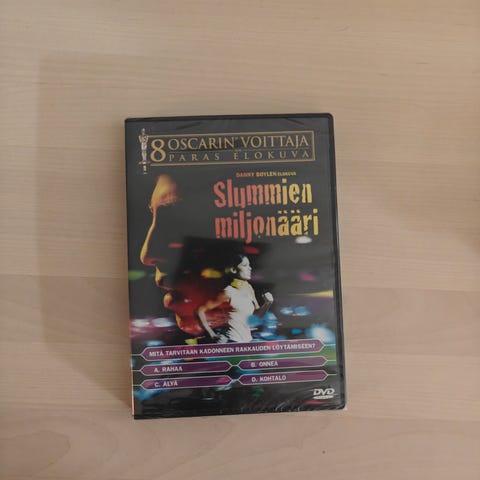 8 OSCARIN® VOITTAJA
PARAS ELOKUVA
DANNY BOYLEN ELOKUVA
Slummien
miljonääri
MITÄ TARVITAAN KADONNEEN RAKKAUDEN LÖYTÄMISEEN?
A. RAHAA
B. ONNEA
C. ÄLYÄ
D. KOHTALO
DVD